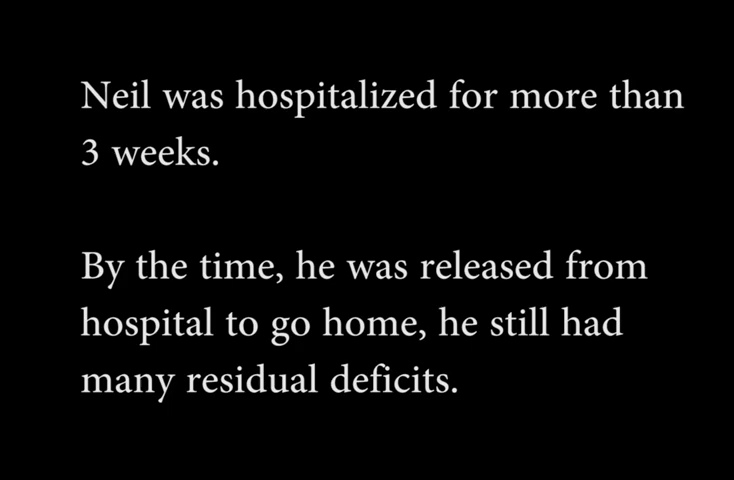 Neil was hospitalized for more than
3 weeks.
By the time, he was released from
hospital to go home, he still had
many residual deficits.